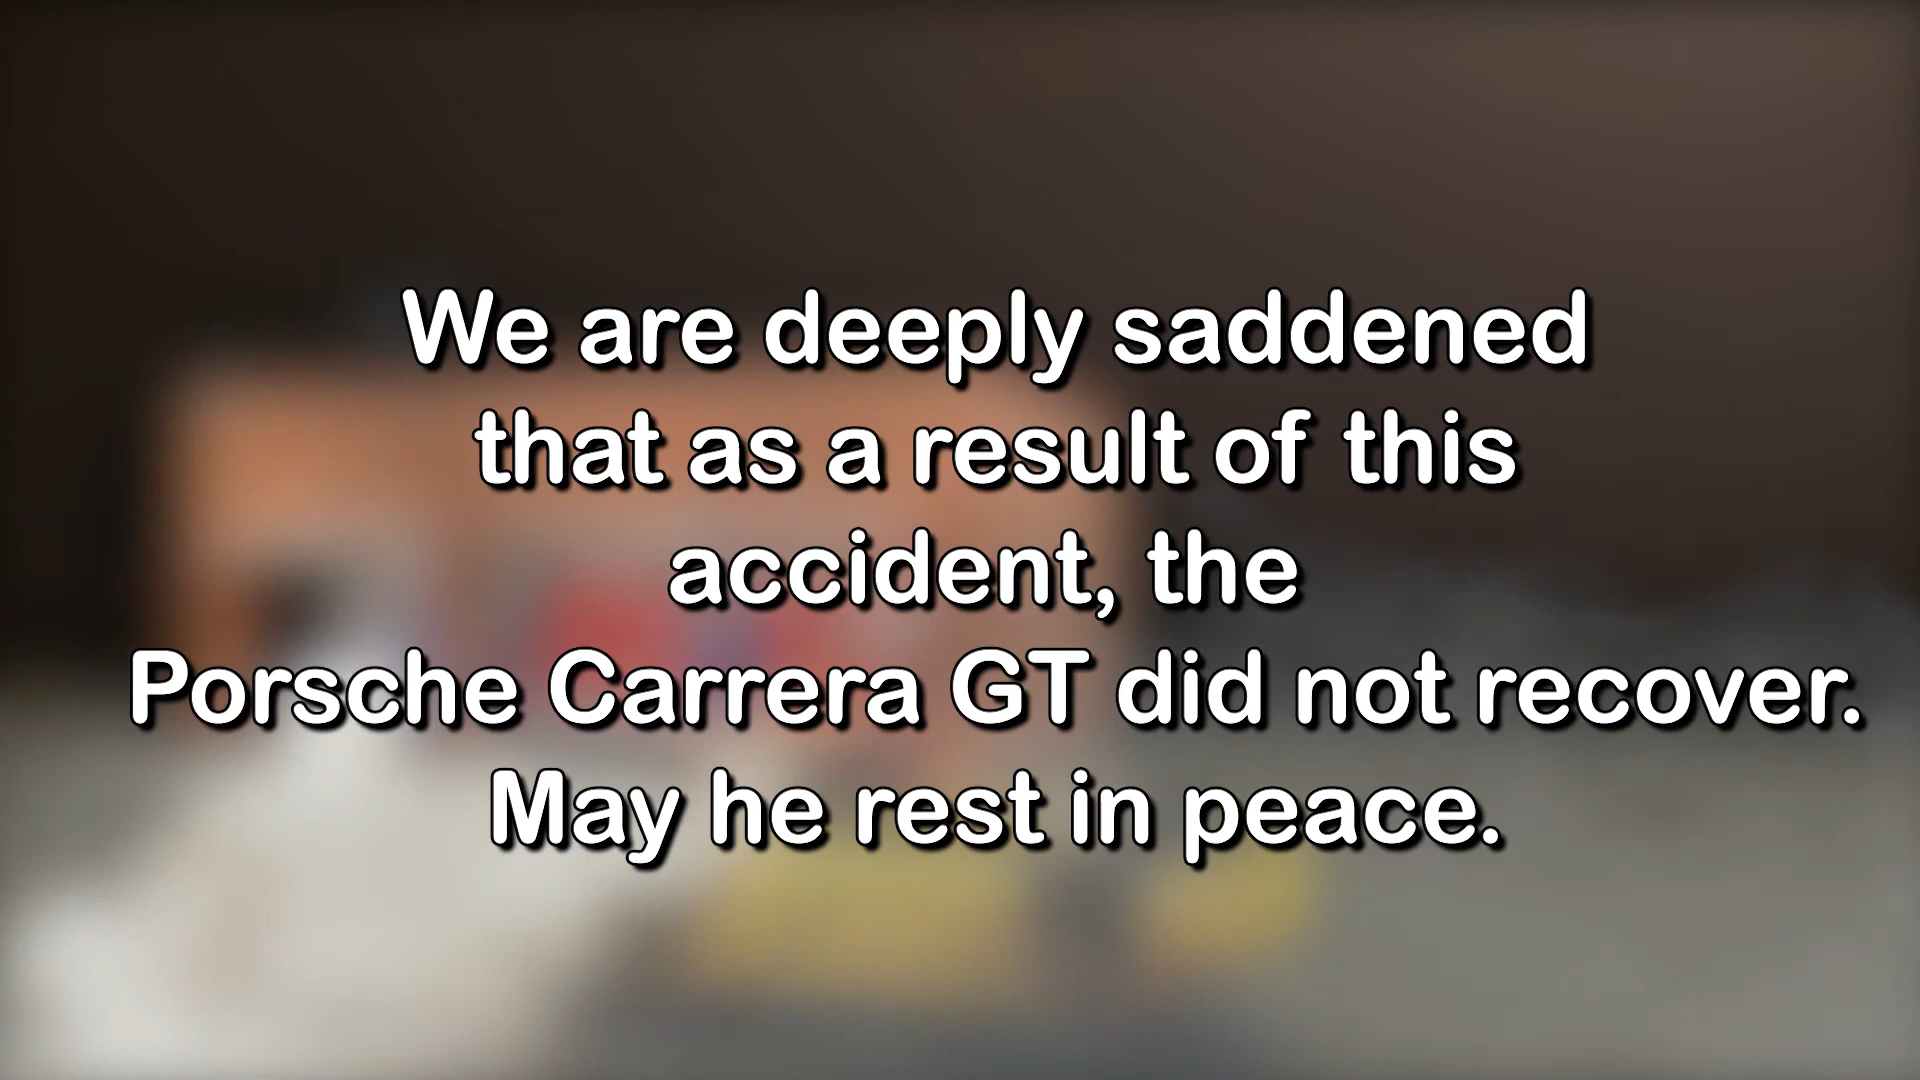 We are deeply saddened
that as a result of this
accident, the
Porsche Carrera GT did not recover.
May he rest in peace.